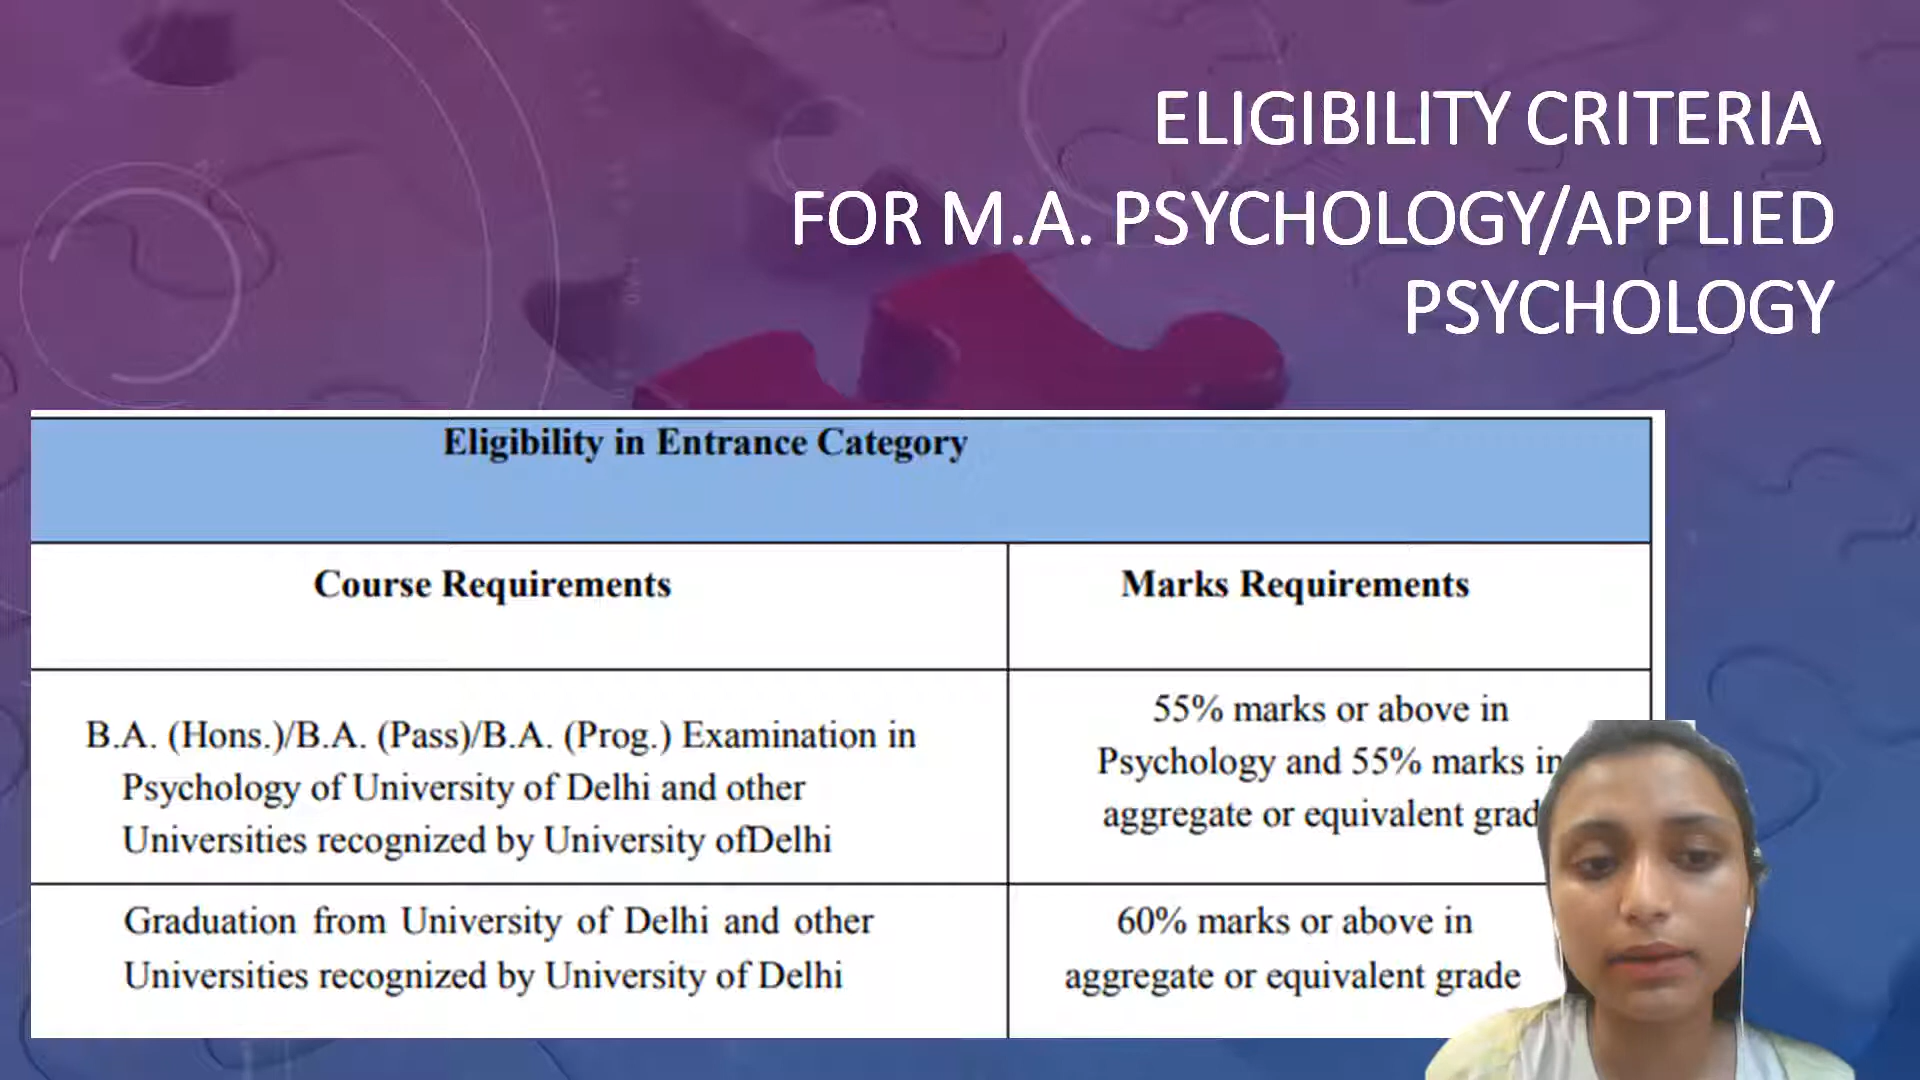 ELIGIBILITY CRITERIA
FOR M.A. PSYCHOLOGY/APPLIED
PSYCHOLOGY
Eligibility in Entrance Category
Course Requirements
Marks Requirements
B.A. (Hons.)/B.A. (Pass)/B.A. (Prog.) Examination in
Psychology of University of Delhi and other
Universities recognized by University ofDelhi
55% marks or above in
Psychology and 55% marks in
aggregate or equivalent grad
Graduation from University of Delhi and other
Universities recognized by University of Delhi
60% marks or above in
aggregate or equivalent grade